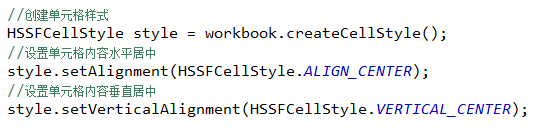 //创建单元格样式
HSSFCellStyle style = workbook.createCellStyle();
//设置单元格内容水平居中
style.setAlignment(HSSFCellStyle.ALIGN_CENTER);
//设置单元格内容垂直居中
style.setVerticalAlignment(HSSFCellStyle.VERTICAL_CENTER);